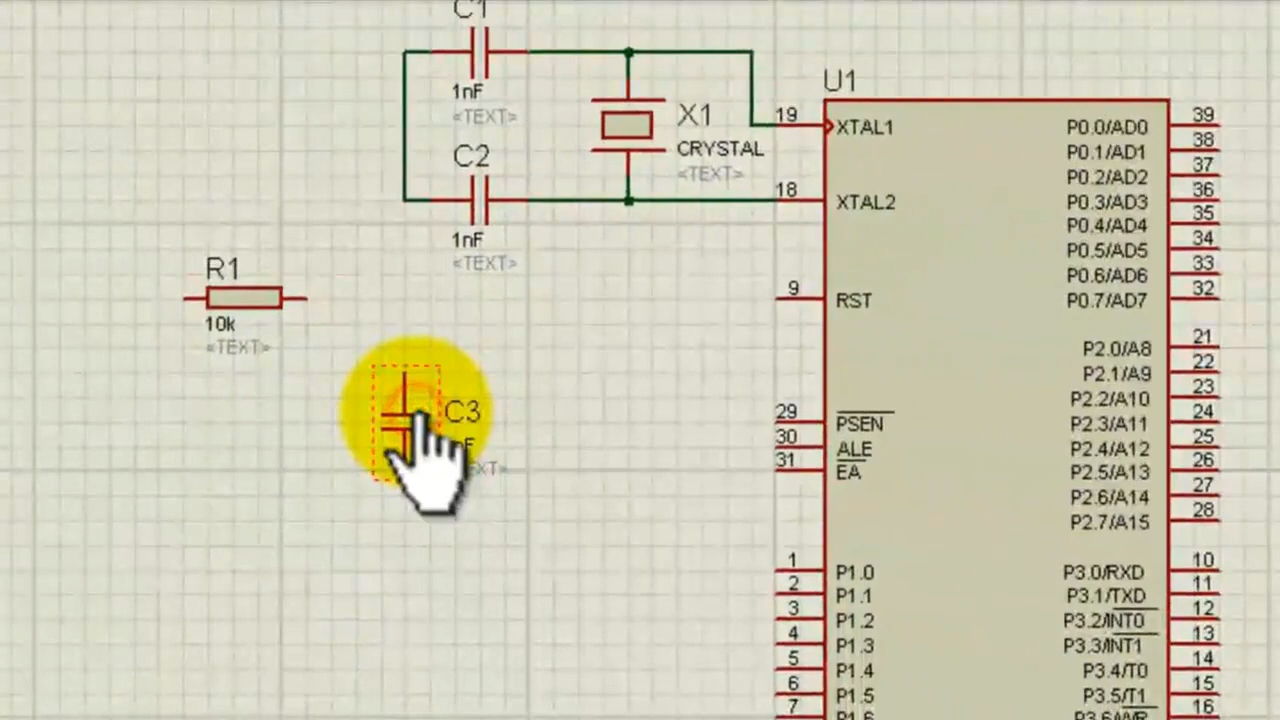 C1
1nF
<TEXT>
C2
1nF
<TEXT>
X1
CRYSTAL
<TEXT>
R1
10k
<TEXT>
C3
U1
19
XTAL1
18
XTAL2
9
RST
29
PSEN
30
ALE
31
EA
1
P1.0
2
P1.1
3
P1.2
4
P1.3
5
P1.4
6
P1.5
7
P1.6
P0.0/AD0
39
P0.1/AD1
38
P0.2/AD2
37
P0.3/AD3
36
P0.4/AD4
35
P0.5/AD5
34
P0.6/AD6
33
P0.7/AD7
32
P2.0/A8
21
P2.1/A9
22
P2.2/A10
23
P2.3/A11
24
P2.4/A12
25
P2.5/A13
26
P2.6/A14
27
P2.7/A15
28
P3.0/RXD
10
P3.1/TXD
11
P3.2/INT0
12
P3.3/INT1
13
P3.4/T0
14
P3.5/T1
15
P3.6/WR
16